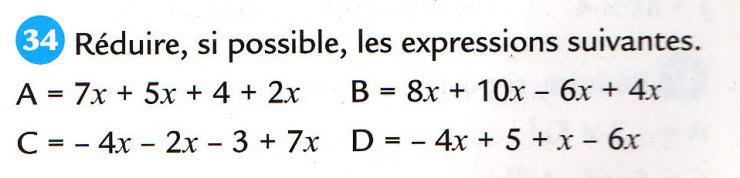 34 Réduire, si possible, les expressions suivantes.
A = 7x + 5x + 4 + 2x B = 8x + 10x – 6x + 4x
C = – 4x – 2x – 3 + 7x D = – 4x + 5 + x – 6x